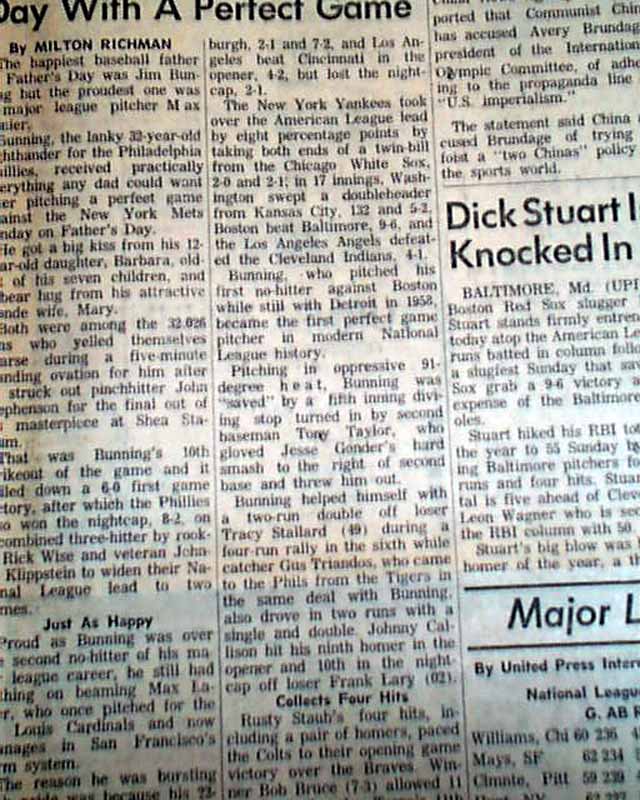 Day With A Perfect Game
By MILTON RICHMAN
The happiest baseball father
Father's Day was Jim Bun-
g but the proudest one was
major league pitcher Max
nier.
Bunning, the lanky 32-year-old
ghthander for the Philadelphia
illies, received practically
erything any dad could want
er pitching a perfect game
ainst the New York Mets
nday on Father's Day.
He got a big kiss from his 12-
ar-old daughter, Barbara, old-
of his seven children, and
bear hug from his attractive
onde wife, Mary.
Both were among the 32,026
ns who yelled themselves
arse during a five-minute
anding ovation for him after
struck out pinchhitter John
ephenson for the final out of
masterpiece at Shea Sta-
um.
That was Bunning's 10th
rikeout of the game and it
led down a 6-0 first game
ctory, after which the Phillies
so won the nightcap, 8-2, on
combined three-hitter by rook-
Rick Wise and veteran John-
Klippstein to widen their Na-
nal League lead to two
mes.
Just As Happy
Proud as Bunning was over
e second no-hitter of his ma-
league career, he still had
thing on beaming Max La-
r, who once pitched for the
Louis Cardinals and now
anages in San Francisco's
rm system.
The reason he was bursting
pride was because his 22-
burgh, 2-1 and 7-2, and Los An-
geles beat Cincinnati in the
opener, 4-2, but lost the night-
cap, 2-1.
The New York Yankees took
over the American League lead
by eight percentage points by
taking both ends of a twin-bill
from the Chicago White Sox,
2-0 and 2-1; in 17 innings, Wash-
ington swept a doubleheader
from Kansas City, 132 and 5-2,
Boston beat Baltimore, 9-6, and
the Los Angeles Angels defeat-
ed the Cleveland Indians, 4-1.
Bunning, who pitched his
first no-hitter against Boston
while still with Detroit in 1958,
became the first perfect game
pitcher in modern National
League history.
Pitching in oppressive 91-
degree heat, Bunning was
"saved" by a fifth inning divi-
ing stop turned in by second
baseman Tony Taylor, who
gloved Jesse Gonder's hard
smash to the right of second
base and threw him out.
Bunning helped himself with
a two-run double off loser
Tracy Stallard (49) during a
four-run rally in the sixth while
catcher Gus Triandos, who came
to the Phils from the Tigers in
the same deal with Bunning,
also drove in two runs with a
single and double. Johnny Cal-
lison hit his ninth homer in the
opener and 10th in the night-
cap off loser Frank Lary (02).
Collects Four Hits
Rusty Staub's four hits, in-
cluding a pair of homers, paced
the Colts to their opening game
victory over the Braves. Win-
ner Bob Bruce (7-3) allowed 11
ported that Communist Chin
has accused Avery Brundag
president of the Internation
Olympic Committee, of adhe
ing to the propaganda line
"U.S. imperialism."
The statement said China
cused Brundage of trying
foist a "two Chinas" policy
the sports world.
Dick Stuart I
Knocked In
BALTIMORE, Md. (UPI
Boston Red Sox slugger
Stuart stands firmly entren
today atop the American Le
runs batted in column follo
a slugfest Sunday that sa
Sox grab a 9-6 victory a
expense of the Baltimore
oles.
Stuart hiked his RBI tot
the year to 55 Sunday by
ing Baltimore pitchers fo
runs and four hits. Stua
tal is five ahead of Cleve
Leon Wagner who is sec
the RBI column with 50.
Stuart's big blow was
homer of the year, a th
Major L
By United Press Inter
National Leagu
G. AB R
Williams, Chi 60 236 4
Mays, SF 62 234
Clmnte, Pitt 59 239